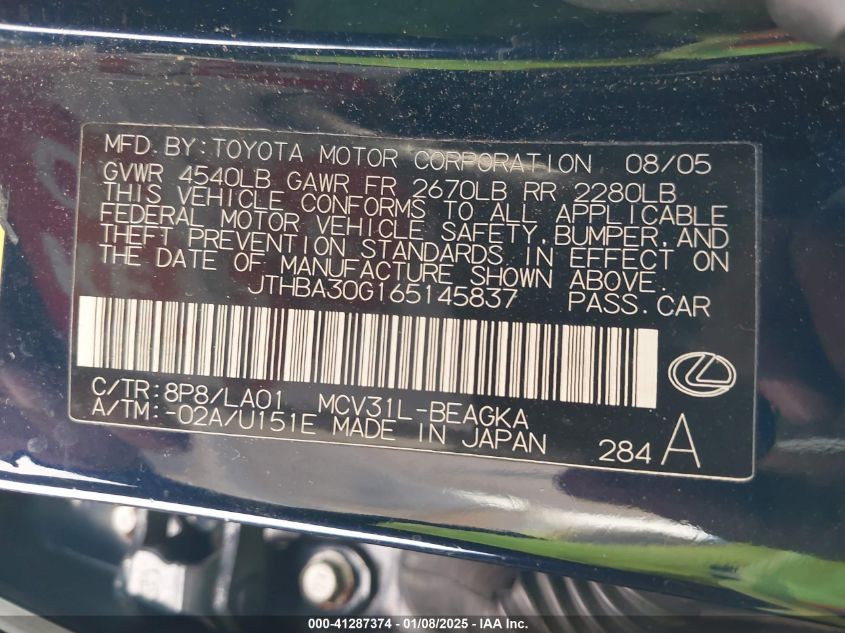 MFD. BY: TOYOTA MOTOR CORPORATION 08/05
GVWR 4540LB GAWR FR 2670LB RR 2280LB
THIS VEHICLE CONFORMS TO ALL APPLICABLE
FEDERAL MOTOR VEHICLE SAFETY, BUMPER, AND
THEFT PREVENTION STANDARDS IN EFFECT ON
THE DATE OF MANUFACTURE SHOWN ABOVE.
JTHBA30G165145837 PASS.CAR
C/TR: 8P8/LA01 MCV31L-BEAGKA
A/TM: -02A/U151E MADE IN JAPAN 284 A
000-41287374 - 01/08/2025 - IAA Inc.